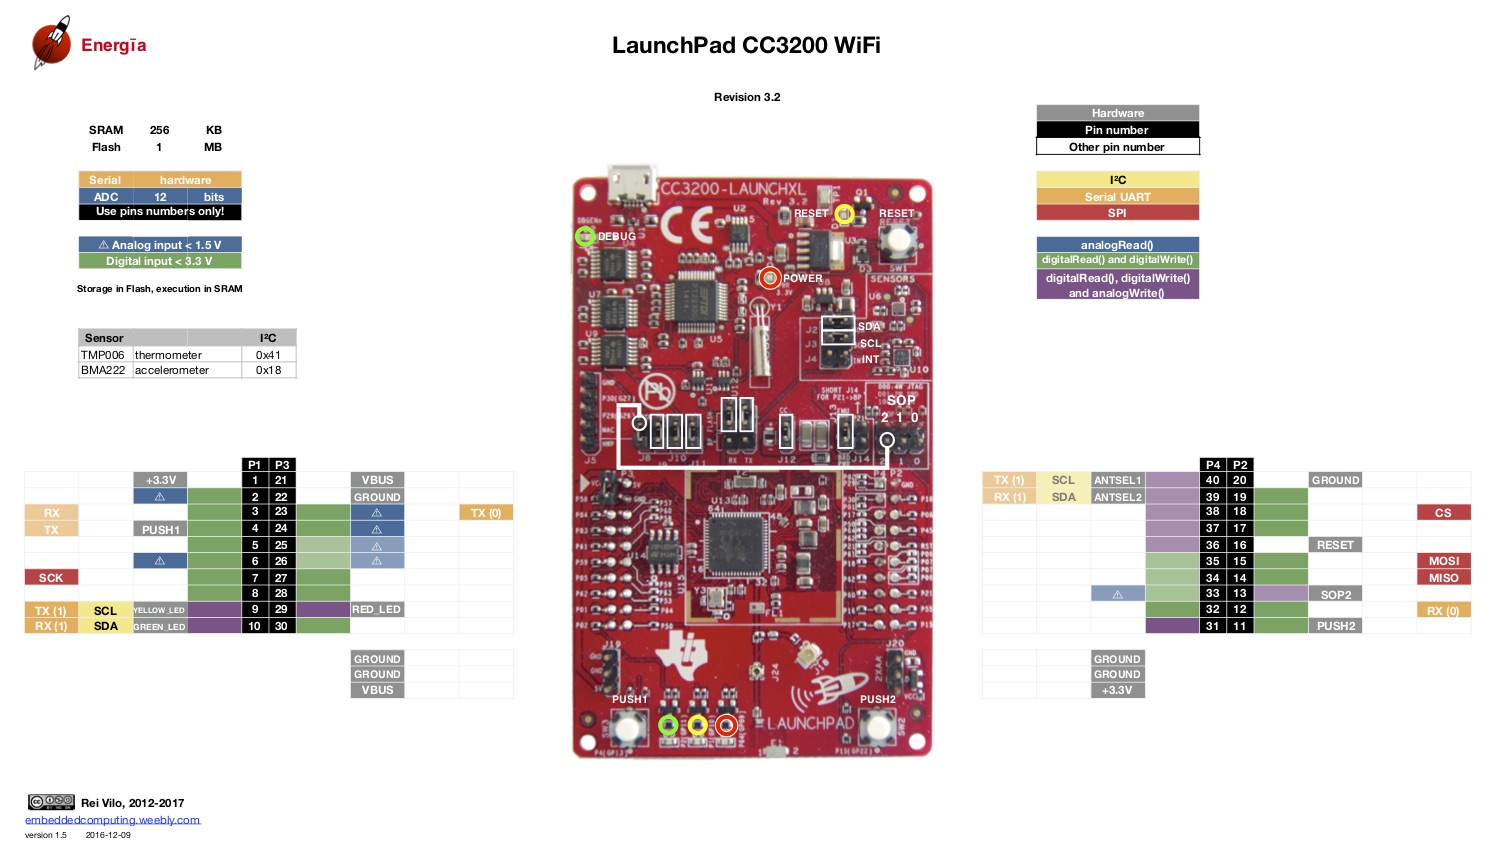 Energīa
LaunchPad CC3200 WiFi
Revision 3.2
SRAM 256 KB
Flash 1 MB
Serial hardware
ADC 12 bits
Use pins numbers only!
⚠ Analog input < 1.5 V
Digital input < 3.3 V
Storage in Flash, execution in SRAM
Sensor I²C
TMP006 thermometer 0x41
BMA222 accelerometer 0x18
Hardware
Pin number
Other pin number
I²C
Serial UART
SPI
analogRead()
digitalRead() and digitalWrite()
digitalRead(), digitalWrite()
and analogWrite()
CC3200-LAUNCHXL
Rev 3.2
RESET
RESET
SW1
DEBUG
POWER
SENSORS
SDA
SCL
INT
SOP
2 1 0
P1 P3
+3.3V 1 21 VBUS
⚠ 2 22 GROUND
RX 3 23 ⚠ TX (0)
TX PUSH1 4 24 ⚠
5 25 ⚠
⚠ 6 26 ⚠
SCK 7 27
8 28
TX (1) SCL YELLOW_LED 9 29 RED_LED
RX (1) SDA GREEN_LED 10 30
GROUND
GROUND
VBUS
P4 P2
TX (1) SCL ANTSEL1 40 20 GROUND
RX (1) SDA ANTSEL2 39 19
38 18 CS
37 17
36 16 RESET
35 15 MOSI
34 14 MISO
⚠ 33 13 SOP2
32 12 RX (0)
31 11 PUSH2
GROUND
GROUND
+3.3V
PUSH1
PUSH2
LAUNCHPAD
Rei Vilo, 2012-2017
embeddedcomputing.weebly.com
version 1.5 2016-12-09